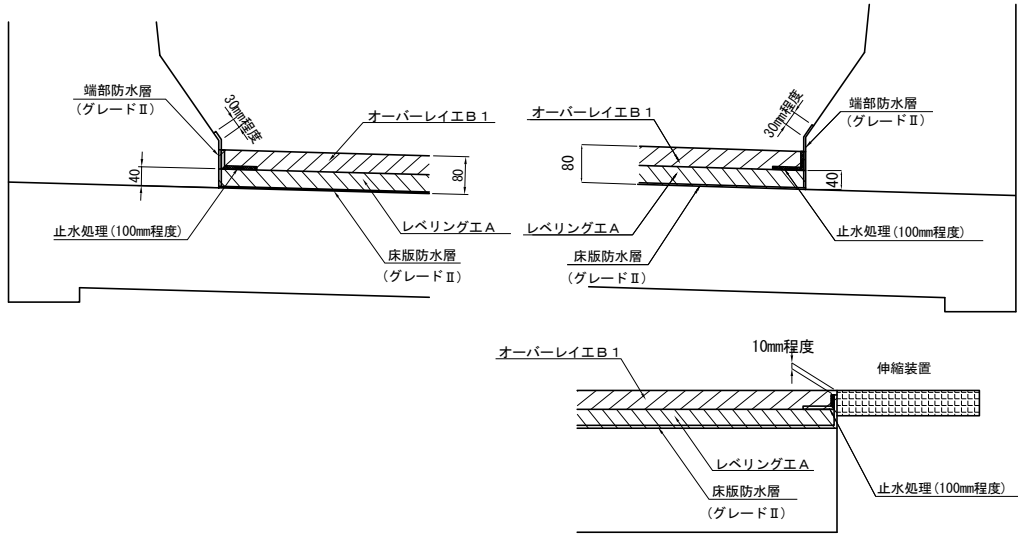 端部防水層
(グレードⅡ)
30mm程度
オーバーレイ工B1
40
80
止水処理(100mm程度)
レベリング工A
床版防水層
(グレードⅡ)
オーバーレイ工B1
30mm程度
端部防水層
(グレードⅡ)
80
40
レベリング工A
止水処理(100mm程度)
床版防水層
(グレードⅡ)
オーバーレイ工B1
10mm程度
伸縮装置
レベリング工A
床版防水層
(グレードⅡ)
止水処理(100mm程度)